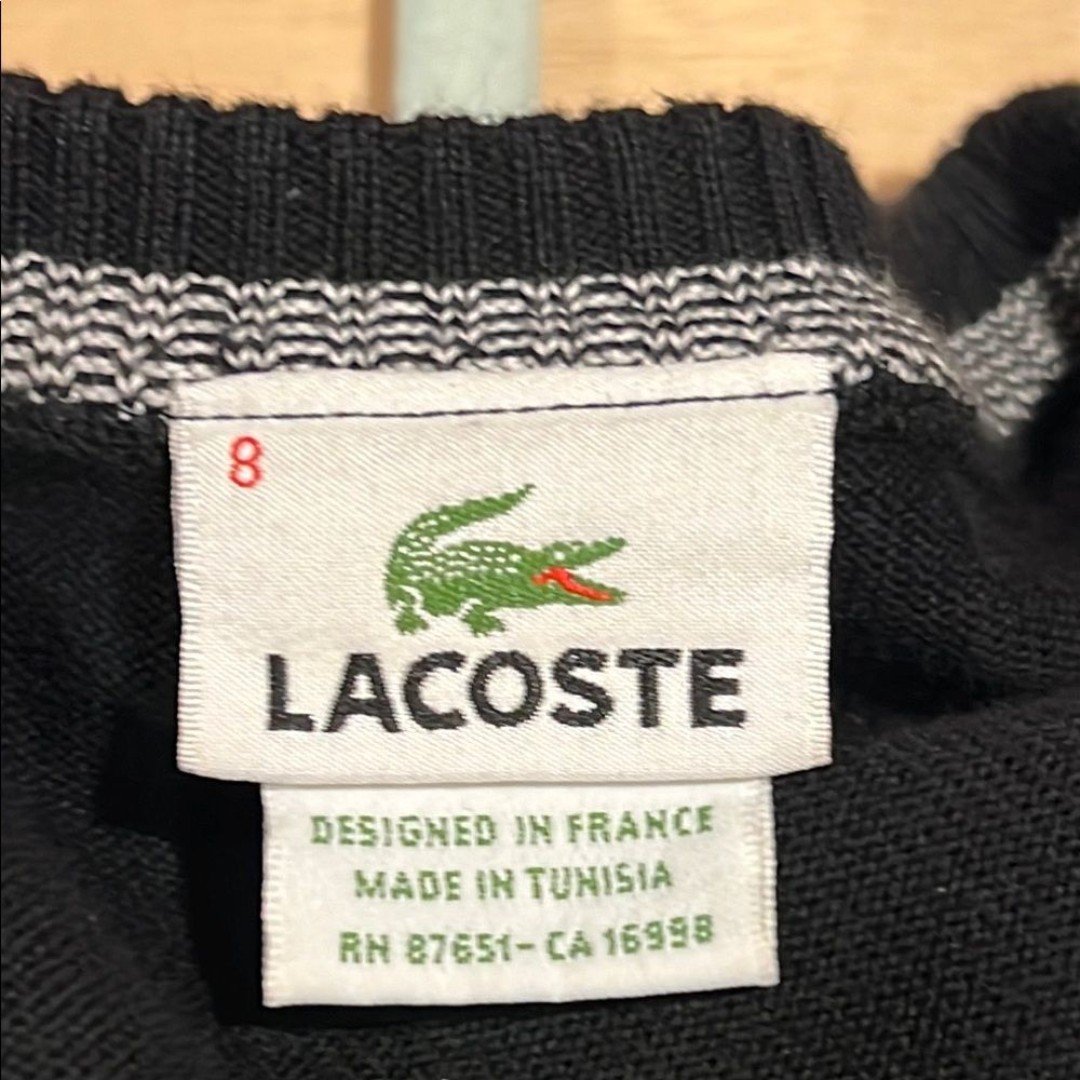 8
LACOSTE
DESIGNED IN FRANCE
MADE IN TUNISIA
RN 87651-CA 16998